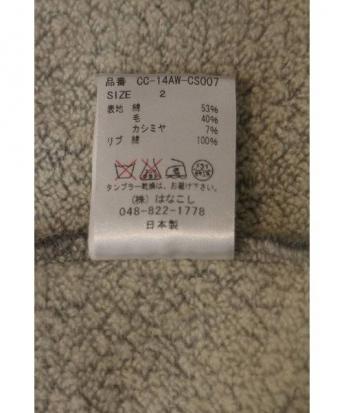 品番 CC-14AW-CS007
SIZE 2
表地 綿 53%
毛 40%
カシミヤ 7%
リブ 綿 100%
タンブラー乾燥は、お避け下さい。
(株) はなこし
048-822-1778
日本製